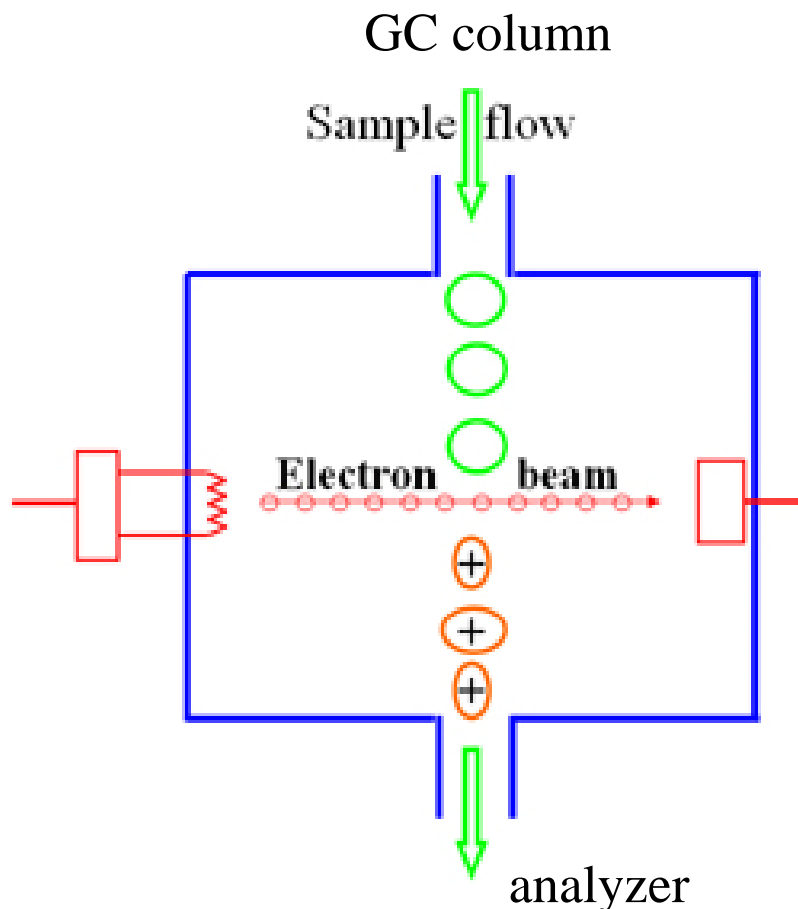 GC column
Sample flow
Electron beam
+
+
+
analyzer